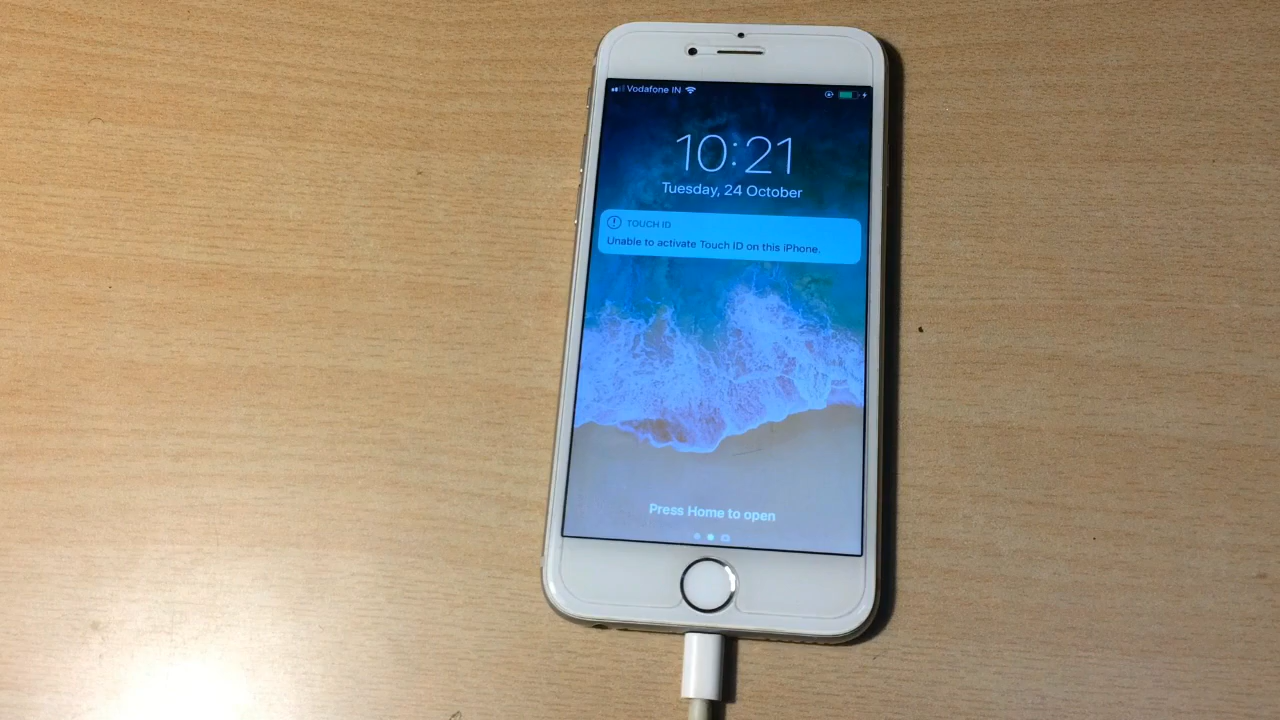 Vodafone IN
10:21
Tuesday, 24 October
TOUCH ID
Unable to activate Touch ID on this iPhone.
Press Home to open